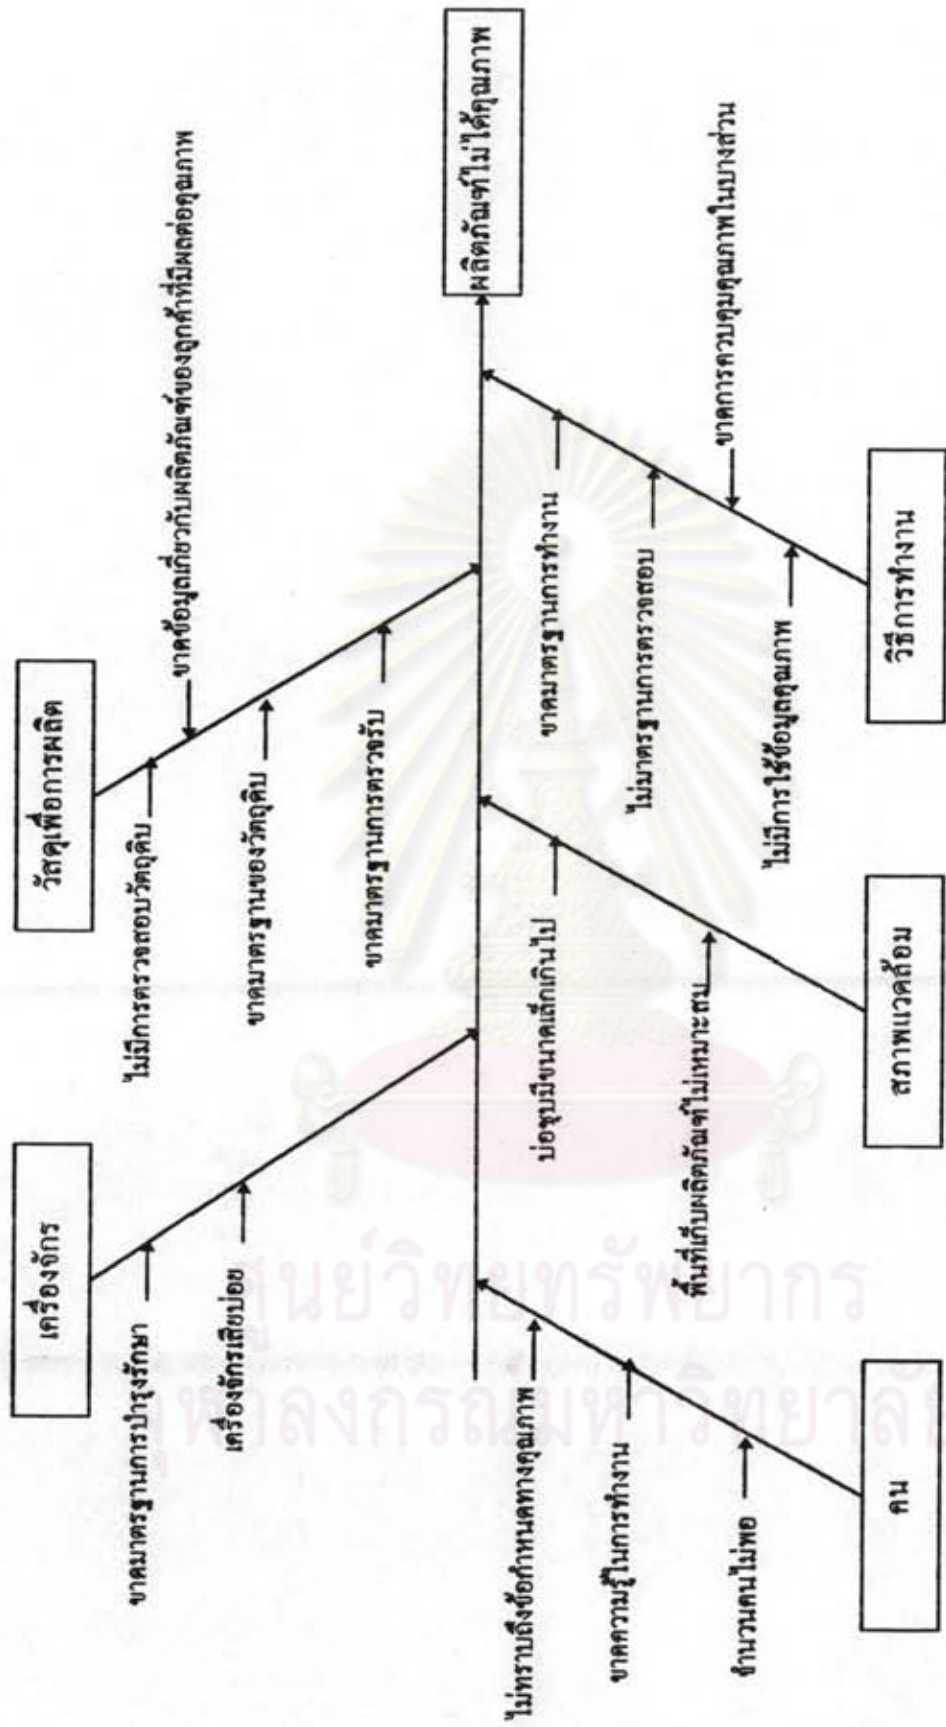 เครื่องจักร
วัสดุเพื่อการผลิต
ขาดมาตรฐานการบำรุงรักษา
เครื่องจักรเสียบ่อย
ไม่มีการตรวจสอบวัตถุดิบ
ขาดข้อมูลเกี่ยวกับผลิตภัณฑ์ของลูกค้าที่มีผลต่อคุณภาพ
ขาดมาตรฐานของวัตถุดิบ
ขาดมาตรฐานการตรวจรับ
ผลิตภัณฑ์ไม่ได้คุณภาพ
ไม่ทราบถึงข้อกำหนดทางคุณภาพ
ขาดความรู้ในการทำงาน
จำนวนคนไม่พอ
บ่อชุบมีขนาดเล็กเกินไป
พื้นที่เก็บผลิตภัณฑ์ไม่เหมาะสม
ขาดมาตรฐานการทำงาน
ไม่มาตรฐานการตรวจสอบ
ขาดการควบคุมคุณภาพในบางส่วน
ไม่มีการใช้ข้อมูลคุณภาพ
คน
สภาพแวดล้อม
วิธีการทำงาน
ศูนย์วิทยทรัพยากร
จุฬาลงกรณ์มหาวิทยาลัย